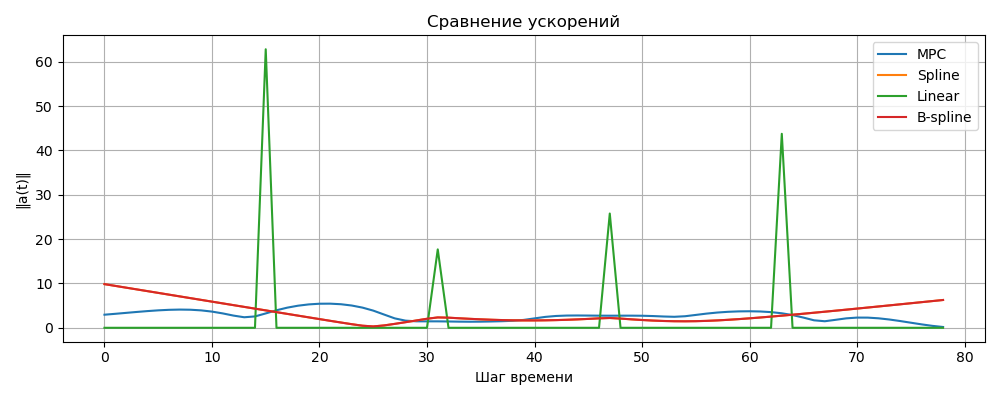 Сравнение ускорений
MPC
Spline
Linear
B-spline
‖a(t)‖
60
50
40
30
20
10
0
0 10 20 30 40 50 60 70 80
Шаг времени